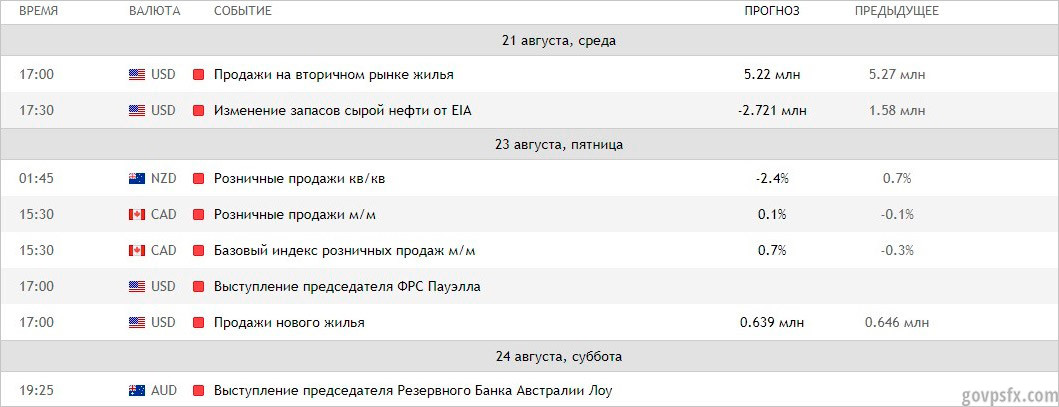 ВРЕМЯ ВАЛЮТА СОБЫТИЕ ПРОГНОЗ ПРЕДЫДУЩЕЕ
21 августа, среда
17:00 USD Продажи на вторичном рынке жилья 5.22 млн 5.27 млн
17:30 USD Изменение запасов сырой нефти от EIA -2.721 млн 1.58 млн
23 августа, пятница
01:45 NZD Розничные продажи кв/кв -2.4% 0.7%
15:30 CAD Розничные продажи м/м 0.1% -0.1%
15:30 CAD Базовый индекс розничных продаж м/м 0.7% -0.3%
17:00 USD Выступление председателя ФРС Пауэлла
17:00 USD Продажи нового жилья 0.639 млн 0.646 млн
24 августа, суббота
19:25 AUD Выступление председателя Резервного Банка Австралии Лоу
govpsfx.com